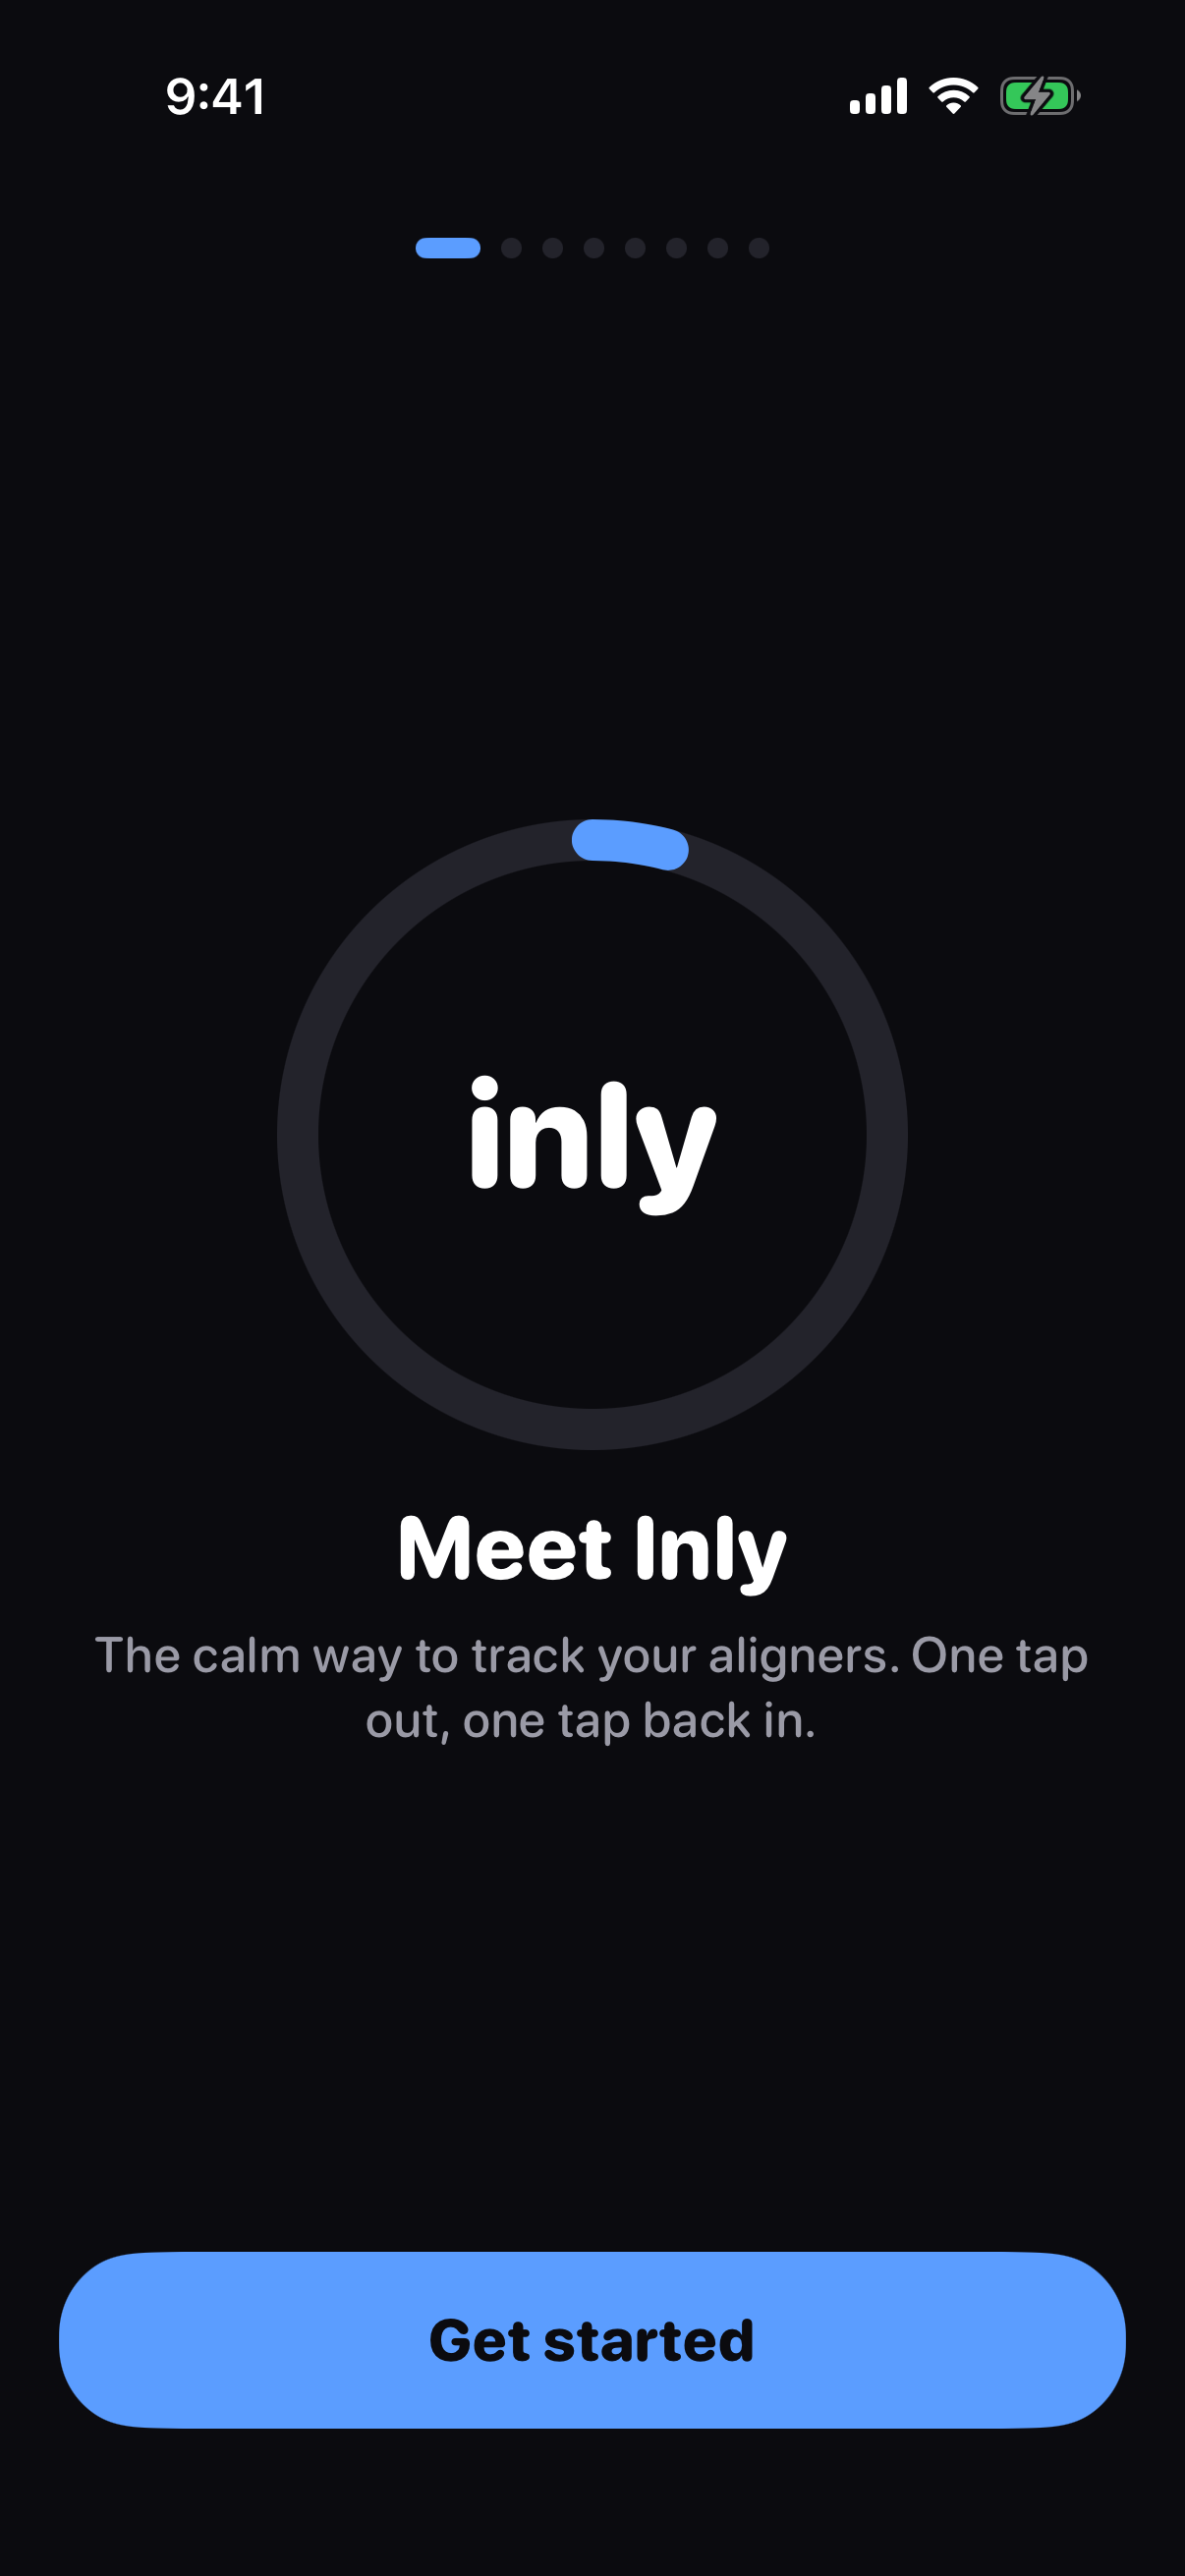 9:41
inly
Meet Inly
The calm way to track your aligners. One tap
out, one tap back in.
Get started